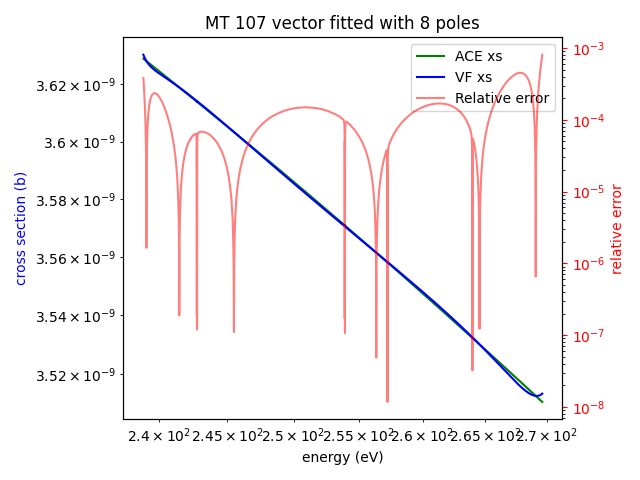 MT 107 vector fitted with 8 poles
ACE xs
VF xs
Relative error
3.62 × 10⁻⁹
3.6 × 10⁻⁹
3.58 × 10⁻⁹
3.56 × 10⁻⁹
3.54 × 10⁻⁹
3.52 × 10⁻⁹
cross section (b)
10⁻³
10⁻⁴
10⁻⁵
10⁻⁶
10⁻⁷
10⁻⁸
relative error
2.4 × 10² 2.45 × 10² 2.5 × 10² 2.55 × 10² 2.6 × 10² 2.65 × 10² 2.7 × 10²
energy (eV)